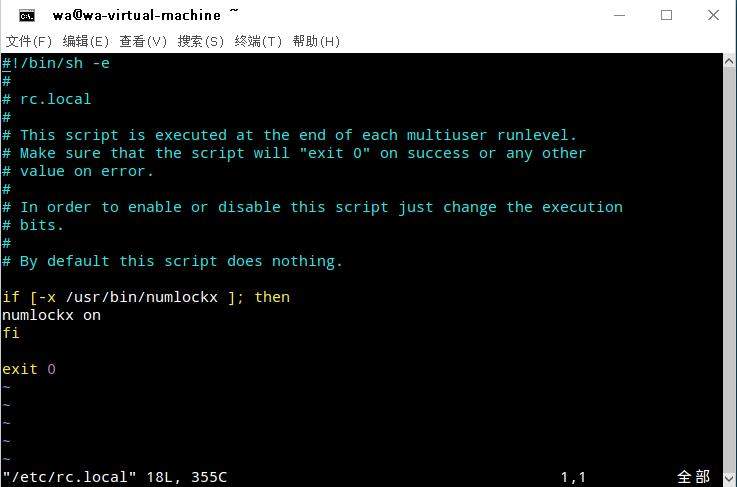 wa@wa-virtual-machine ~
文件(F) 编辑(E) 查看(V) 搜索(S) 终端(T) 帮助(H)
#!/bin/sh -e
#
# rc.local
#
# This script is executed at the end of each multiuser runlevel.
# Make sure that the script will "exit 0" on success or any other
# value on error.
#
# In order to enable or disable this script just change the execution
# bits.
#
# By default this script does nothing.

if [-x /usr/bin/numlockx ]; then
numlockx on
fi

exit 0
~
~
~
~
~
"/etc/rc.local" 18L, 355C 1,1 全部